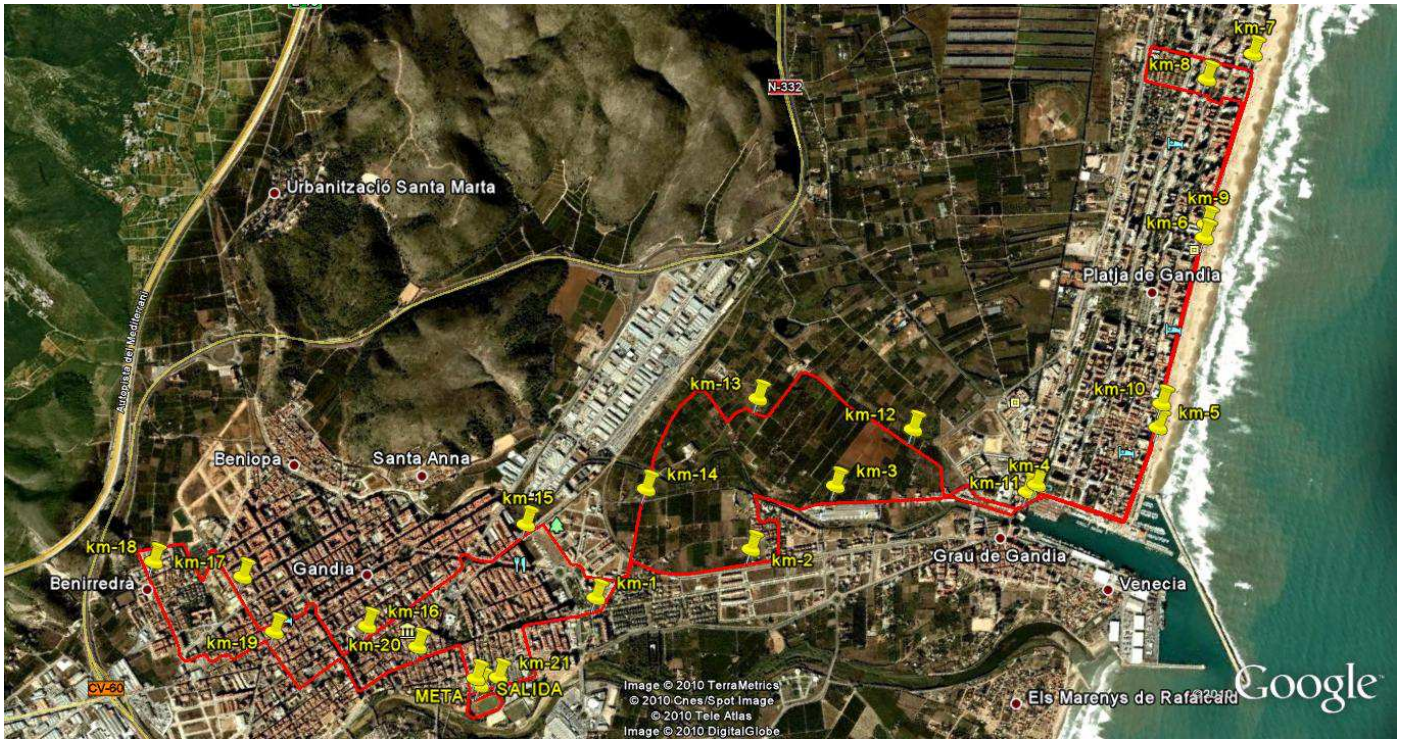 km-7
km-8
N-332
Urbanització Santa Marta
km-9
km-6
Platja de Gandia
Autopista del Mediterrani
km-13
km-10
km-12
km-5
Beniopa
Santa Anna
km-14
km-3
km-4
km-11
km-15
km-18
km-17
Gandia
km-2
Grau de Gandia
Benirredrà
km-1
Venecia
km-16
km-19
km-20
km-21
META
SALIDA
CV-60
Image © 2010 TerraMetrics
© 2010 Cnes/Spot Image
© 2010 Tele Atlas
Image © 2010 DigitalGlobe
Els Marenys de Rafalcaid
©2010 Google